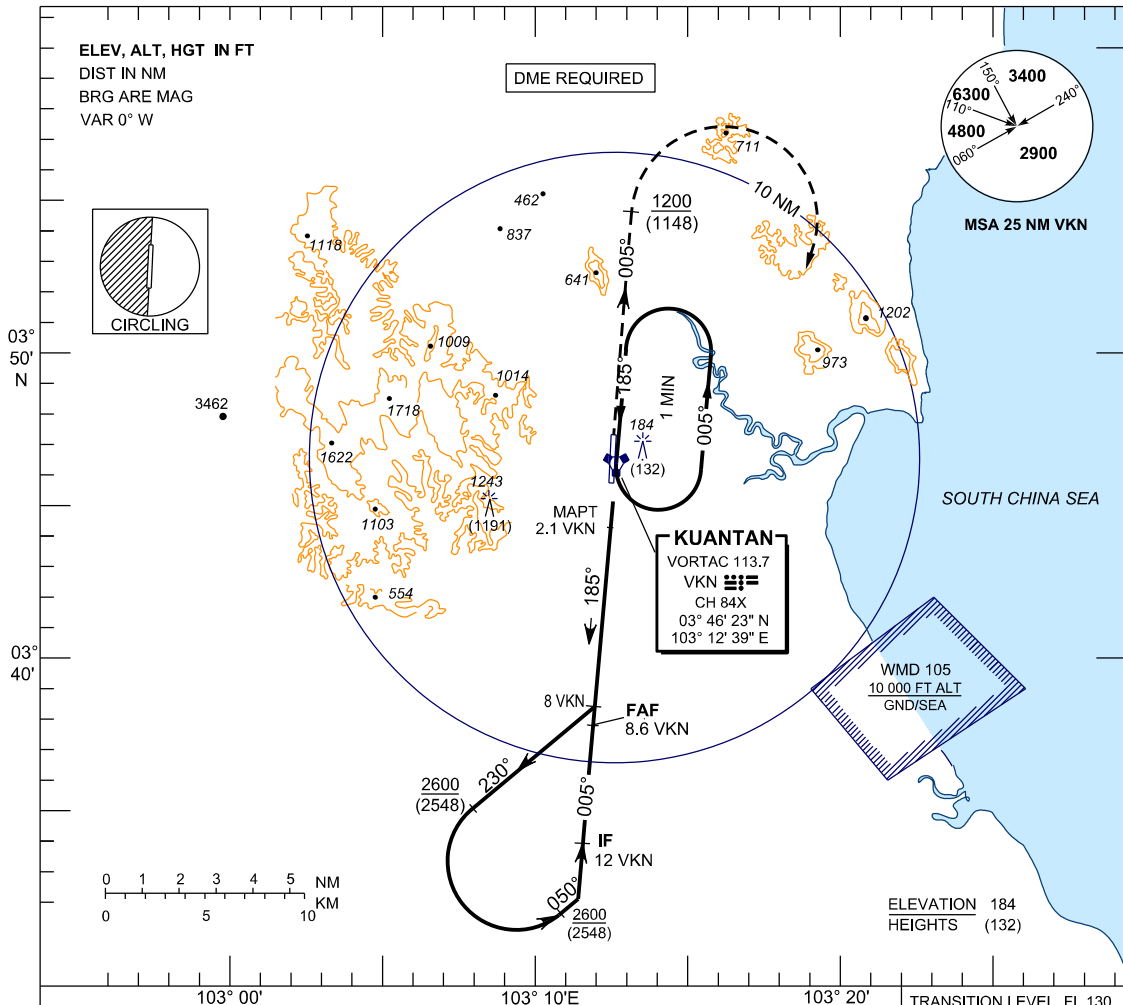 ELEV, ALT, HGT IN FT
DIST IN NM
BRG ARE MAG
VAR 0° W
DME REQUIRED
150°
3400
6300
110°
240°
4800
060°
2900
MSA 25 NM VKN
711
10 NM
462
1200
(1148)
837
1118
005°
641
CIRCLING
1202
03°
50'
N
1009
973
185°
1 MIN
1014
005°
3462
1718
184
(132)
1622
1243
(1191)
1103
MAPT
2.1 VKN
SOUTH CHINA SEA
KUANTAN
VORTAC 113.7
VKN
CH 84X
03° 46' 23" N
103° 12' 39" E
185°
554
03°
40'
WMD 105
10 000 FT ALT
GND/SEA
8 VKN
FAF
8.6 VKN
230°
2600
(2548)
005°
IF
12 VKN
050°
2600
(2548)
0 1 2 3 4 5 NM
KM
0 5 10
ELEVATION 184
HEIGHTS (132)
103° 00'
103° 10'E
103° 20'
TRANSITION LEVEL FL 130